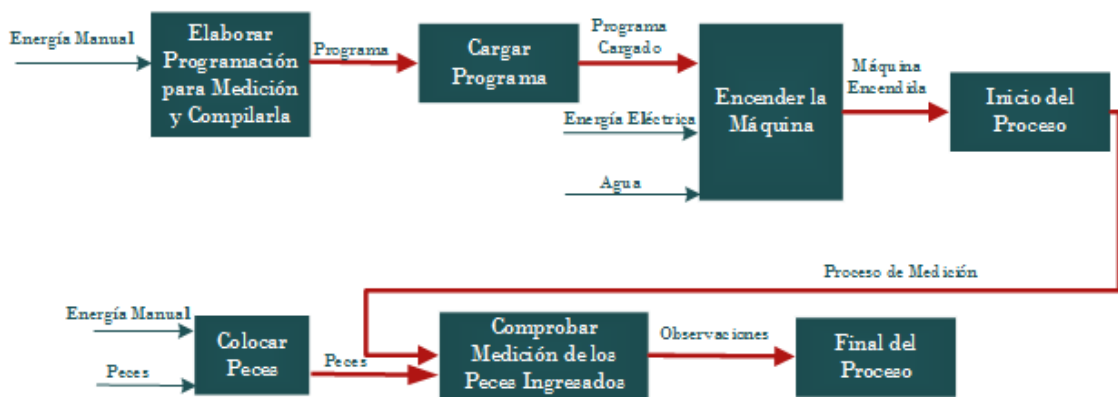 Energía Manual
Elaborar
Programación
para Medición
y Compilarla
Programa
Cargar
Programa
Programa
Cargado
Energía Eléctrica
Agua
Encender la
Máquina
Máquina
Encendida
Inicio del
Proceso
Proceso de Medición
Energía Manual
Peces
Colocar
Peces
Peces
Comprobar
Medición de los
Peces Ingresados
Observaciones
Final del
Proceso